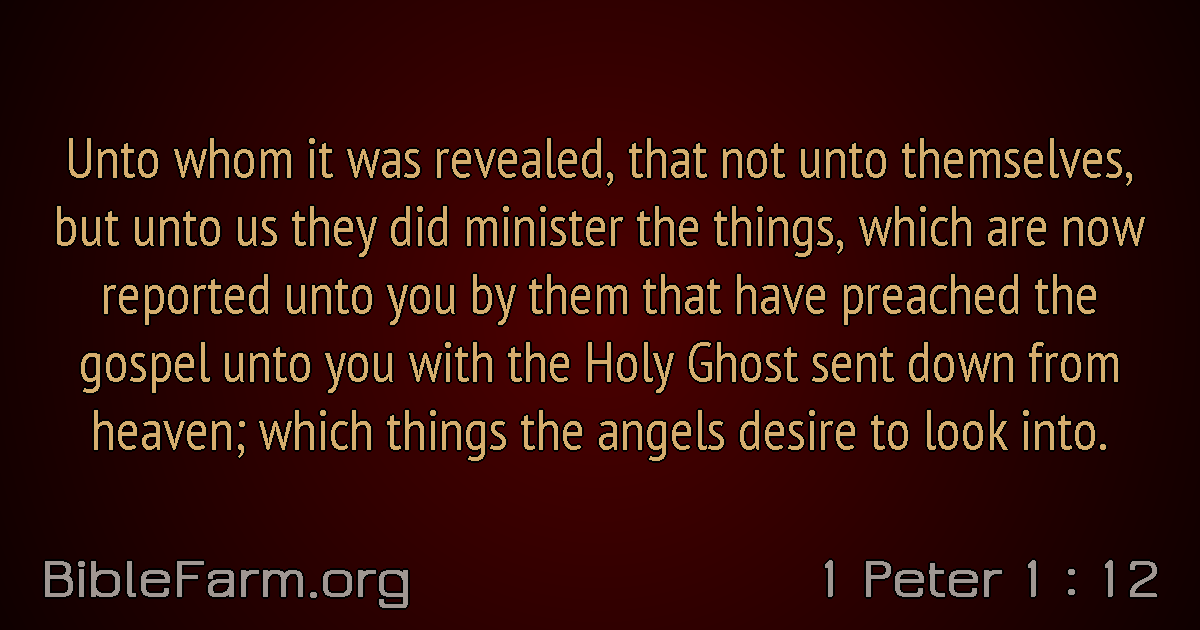 Unto whom it was revealed, that not unto themselves,
but unto us they did minister the things, which are now
reported unto you by them that have preached the
gospel unto you with the Holy Ghost sent down from
heaven; which things the angels desire to look into.
BibleFarm.org
1 Peter 1 : 12